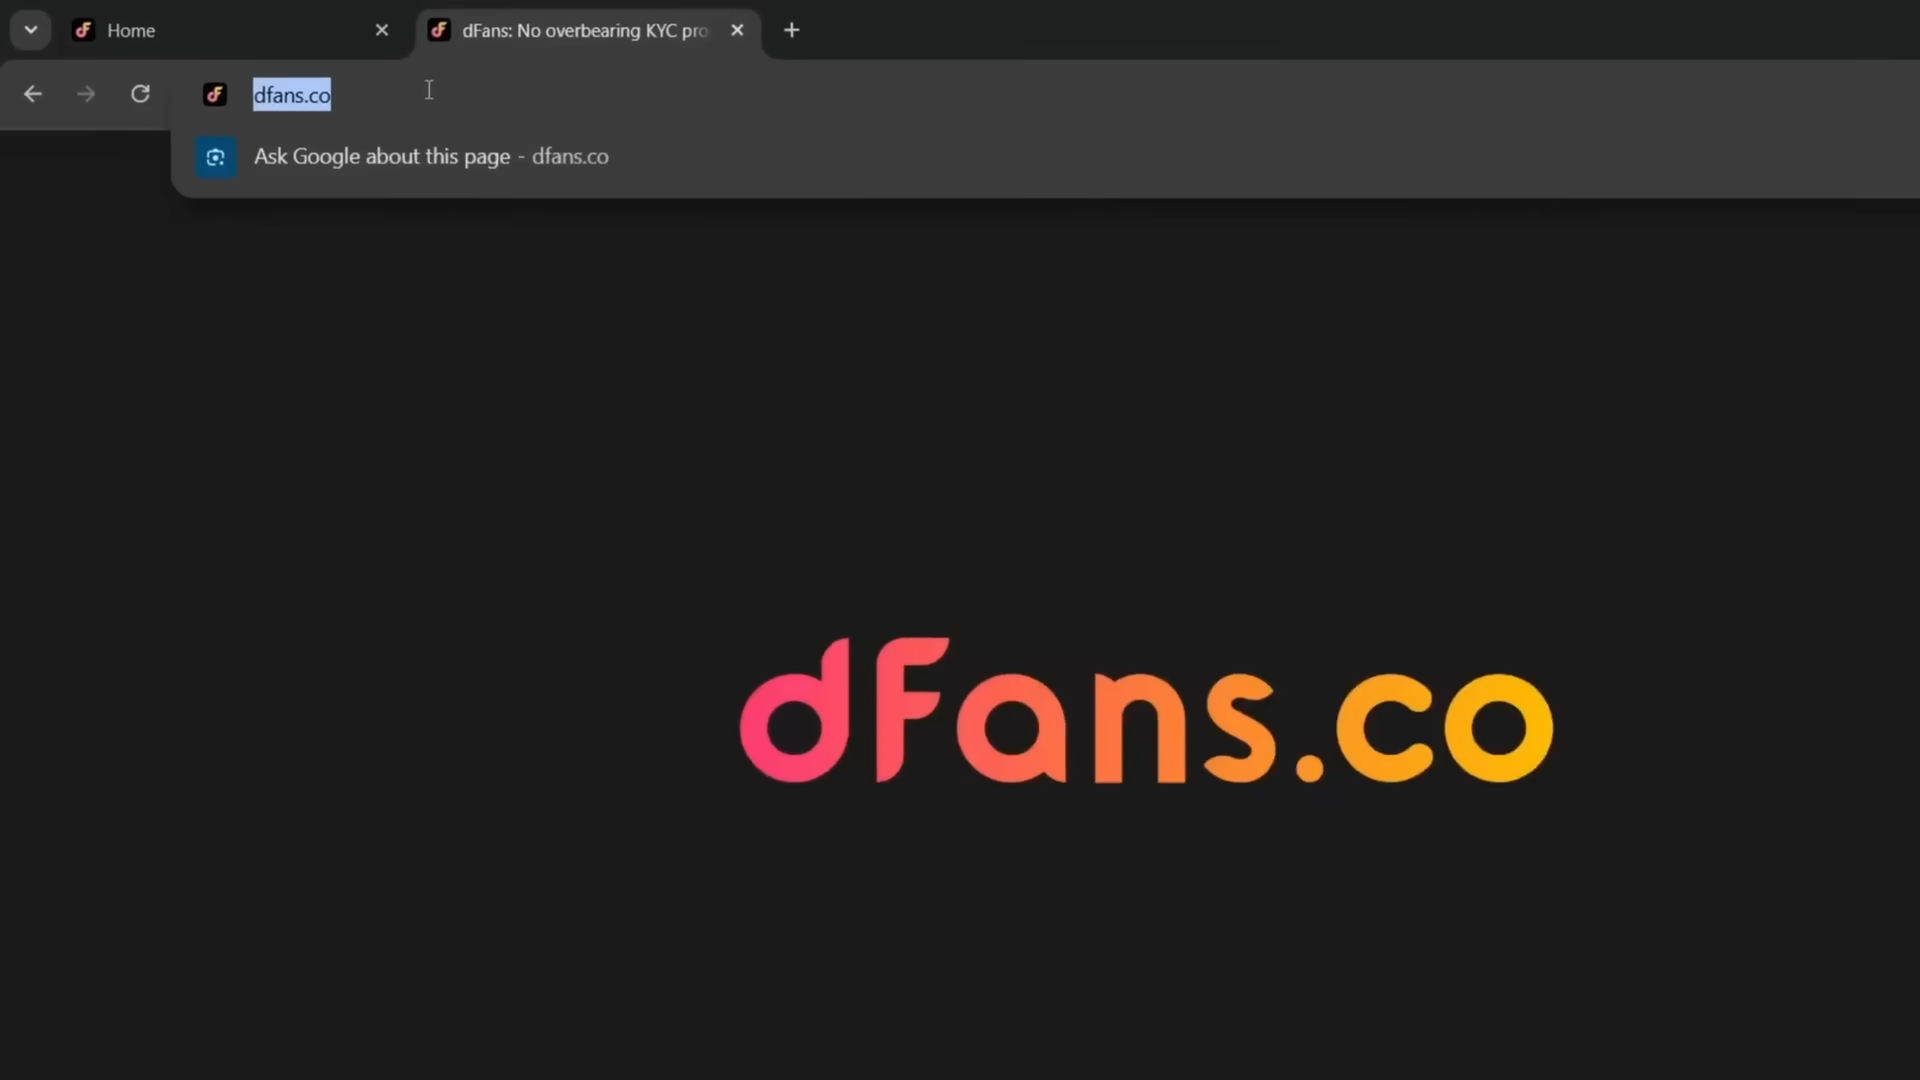 Home
dFans: No overbearing KYC pro
dfans.co
Ask Google about this page - dfans.co
dFans.co